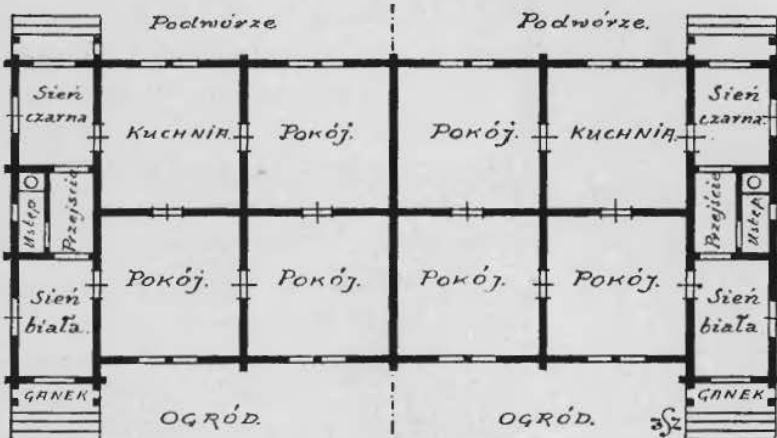 Podwórze
Podwórze.
Sień
czarna
KUCHNIA.
POKÓJ.
POKÓJ.
KUCHNIA.
Sień
czarna
Ustęp
Przejście
Przejście
Ustęp
Sień
biała.
POKÓJ.
POKÓJ.
POKÓJ.
POKÓJ.
Sień
biała.
GANEK
GANEK
OGRÓD.
OGRÓD.